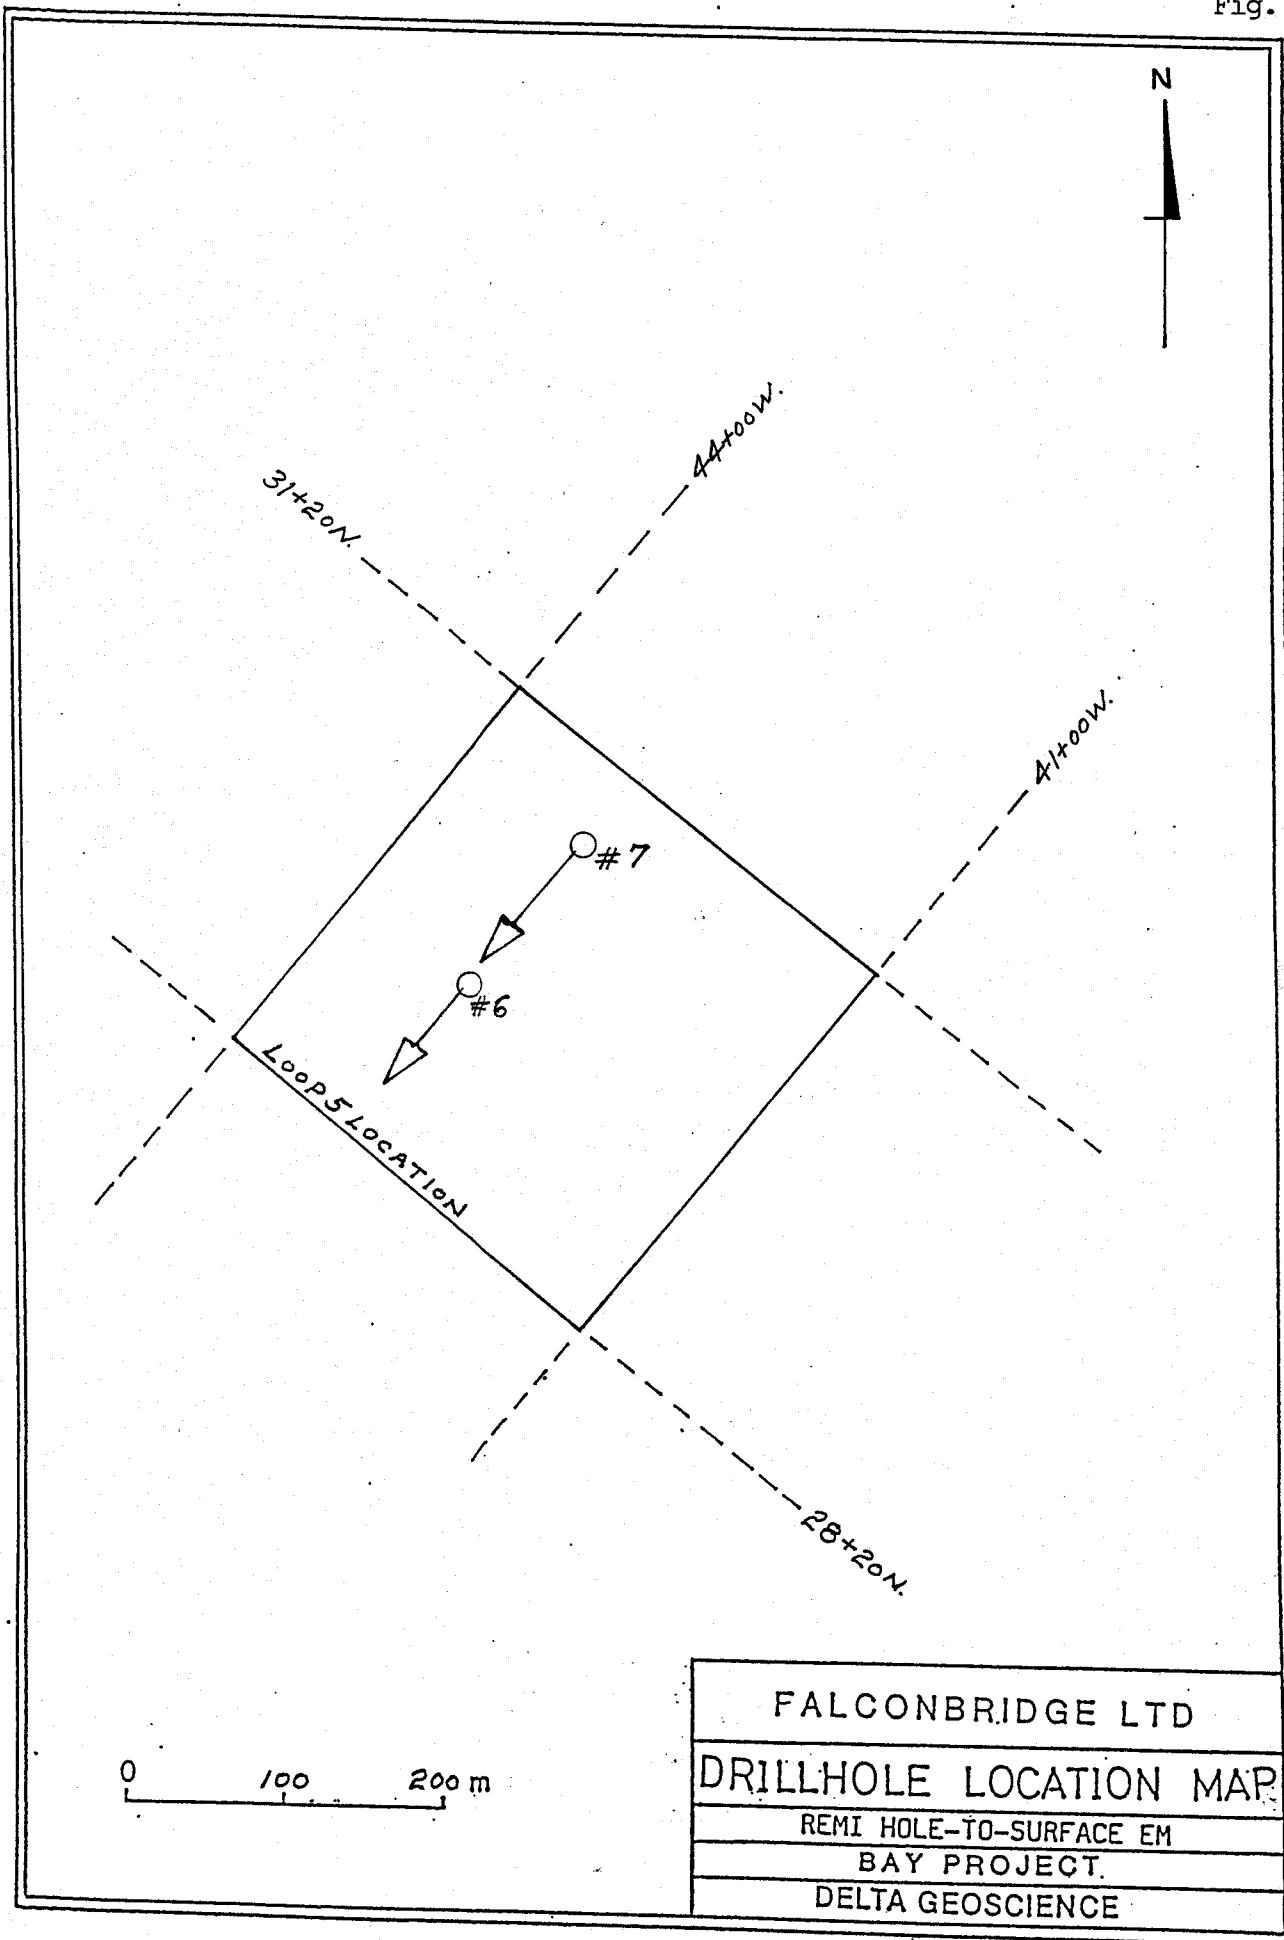 Fig.
N
44+00W.
31+20N.
41+00W.
#7
#6
LOOP 5 LOCATION
28+20N.
FALCONBRIDGE LTD
DRILLHOLE LOCATION MAP
REMI HOLE-TO-SURFACE EM
BAY PROJECT.
DELTA GEOSCIENCE
0 100 200 m